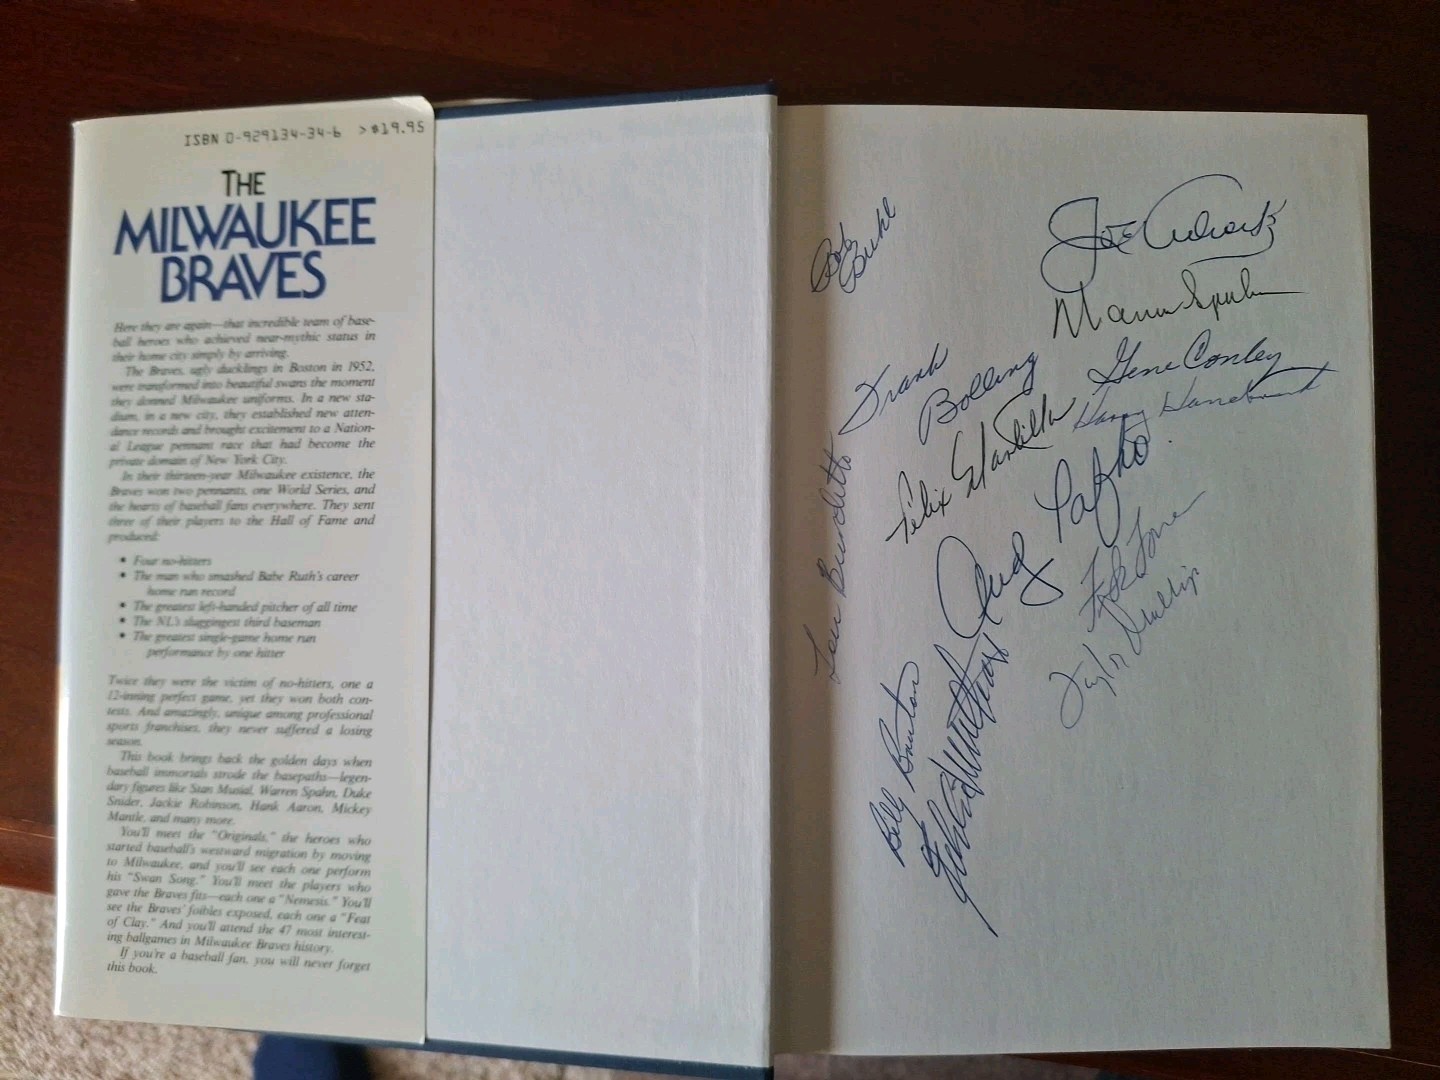 ISBN 0-929134-34-6 >$19.95
THE
MILWAUKEE
BRAVES
Here they are again—that incredible team of base-
ball heroes who achieved near-mythic status in
their home city simply by arriving.
The Braves, ugly ducklings in Boston in 1952,
were transformed into beautiful swans the moment
they donned Milwaukee uniforms. In a new sta-
dium, in a new city, they established new atten-
dance records and brought excitement to a Nation-
al League pennant race that had become the
private domain of New York City.
In their thirteen-year Milwaukee existence, the
Braves won two pennants, one World Series, and
the hearts of baseball fans everywhere. They sent
three of their players to the Hall of Fame and
produced:
• Four no-hitters
• The man who smashed Babe Ruth's career
home run record
• The greatest left-handed pitcher of all time
• The NL's sluggingest third baseman
• The greatest single-game home run
performance by one hitter
Twice they were the victim of no-hitters, one a
12-inning perfect game, yet they won both con-
tests. And amazingly, unique among professional
sports franchises, they never suffered a losing
season.
This book brings back the golden days when
baseball immortals strode the basepaths—legen-
dary figures like Stan Musial, Warren Spahn, Duke
Snider, Jackie Robinson, Hank Aaron, Mickey
Mantle, and many more.
You'll meet the "Originals," the heroes who
started baseball's westward migration by moving
to Milwaukee, and you'll see each one perform
his "Swan Song." You'll meet the players who
gave the Braves fits—each one a "Nemesis." You'll
see the Braves' foibles exposed, each one a "Feat
of Clay." And you'll attend the 47 most interest-
ing ballgames in Milwaukee Braves history.
If you're a baseball fan, you will never forget
this book.
Bob
Buhl
Joe Adcock
Warren Spahn
Frank
Bolling
Gene Conley
Felix Mantilla
Harry Hanebrink
Lew Burdette
Andy Pafko
Frank Torre
Taylor Phillips
Billy Bruton